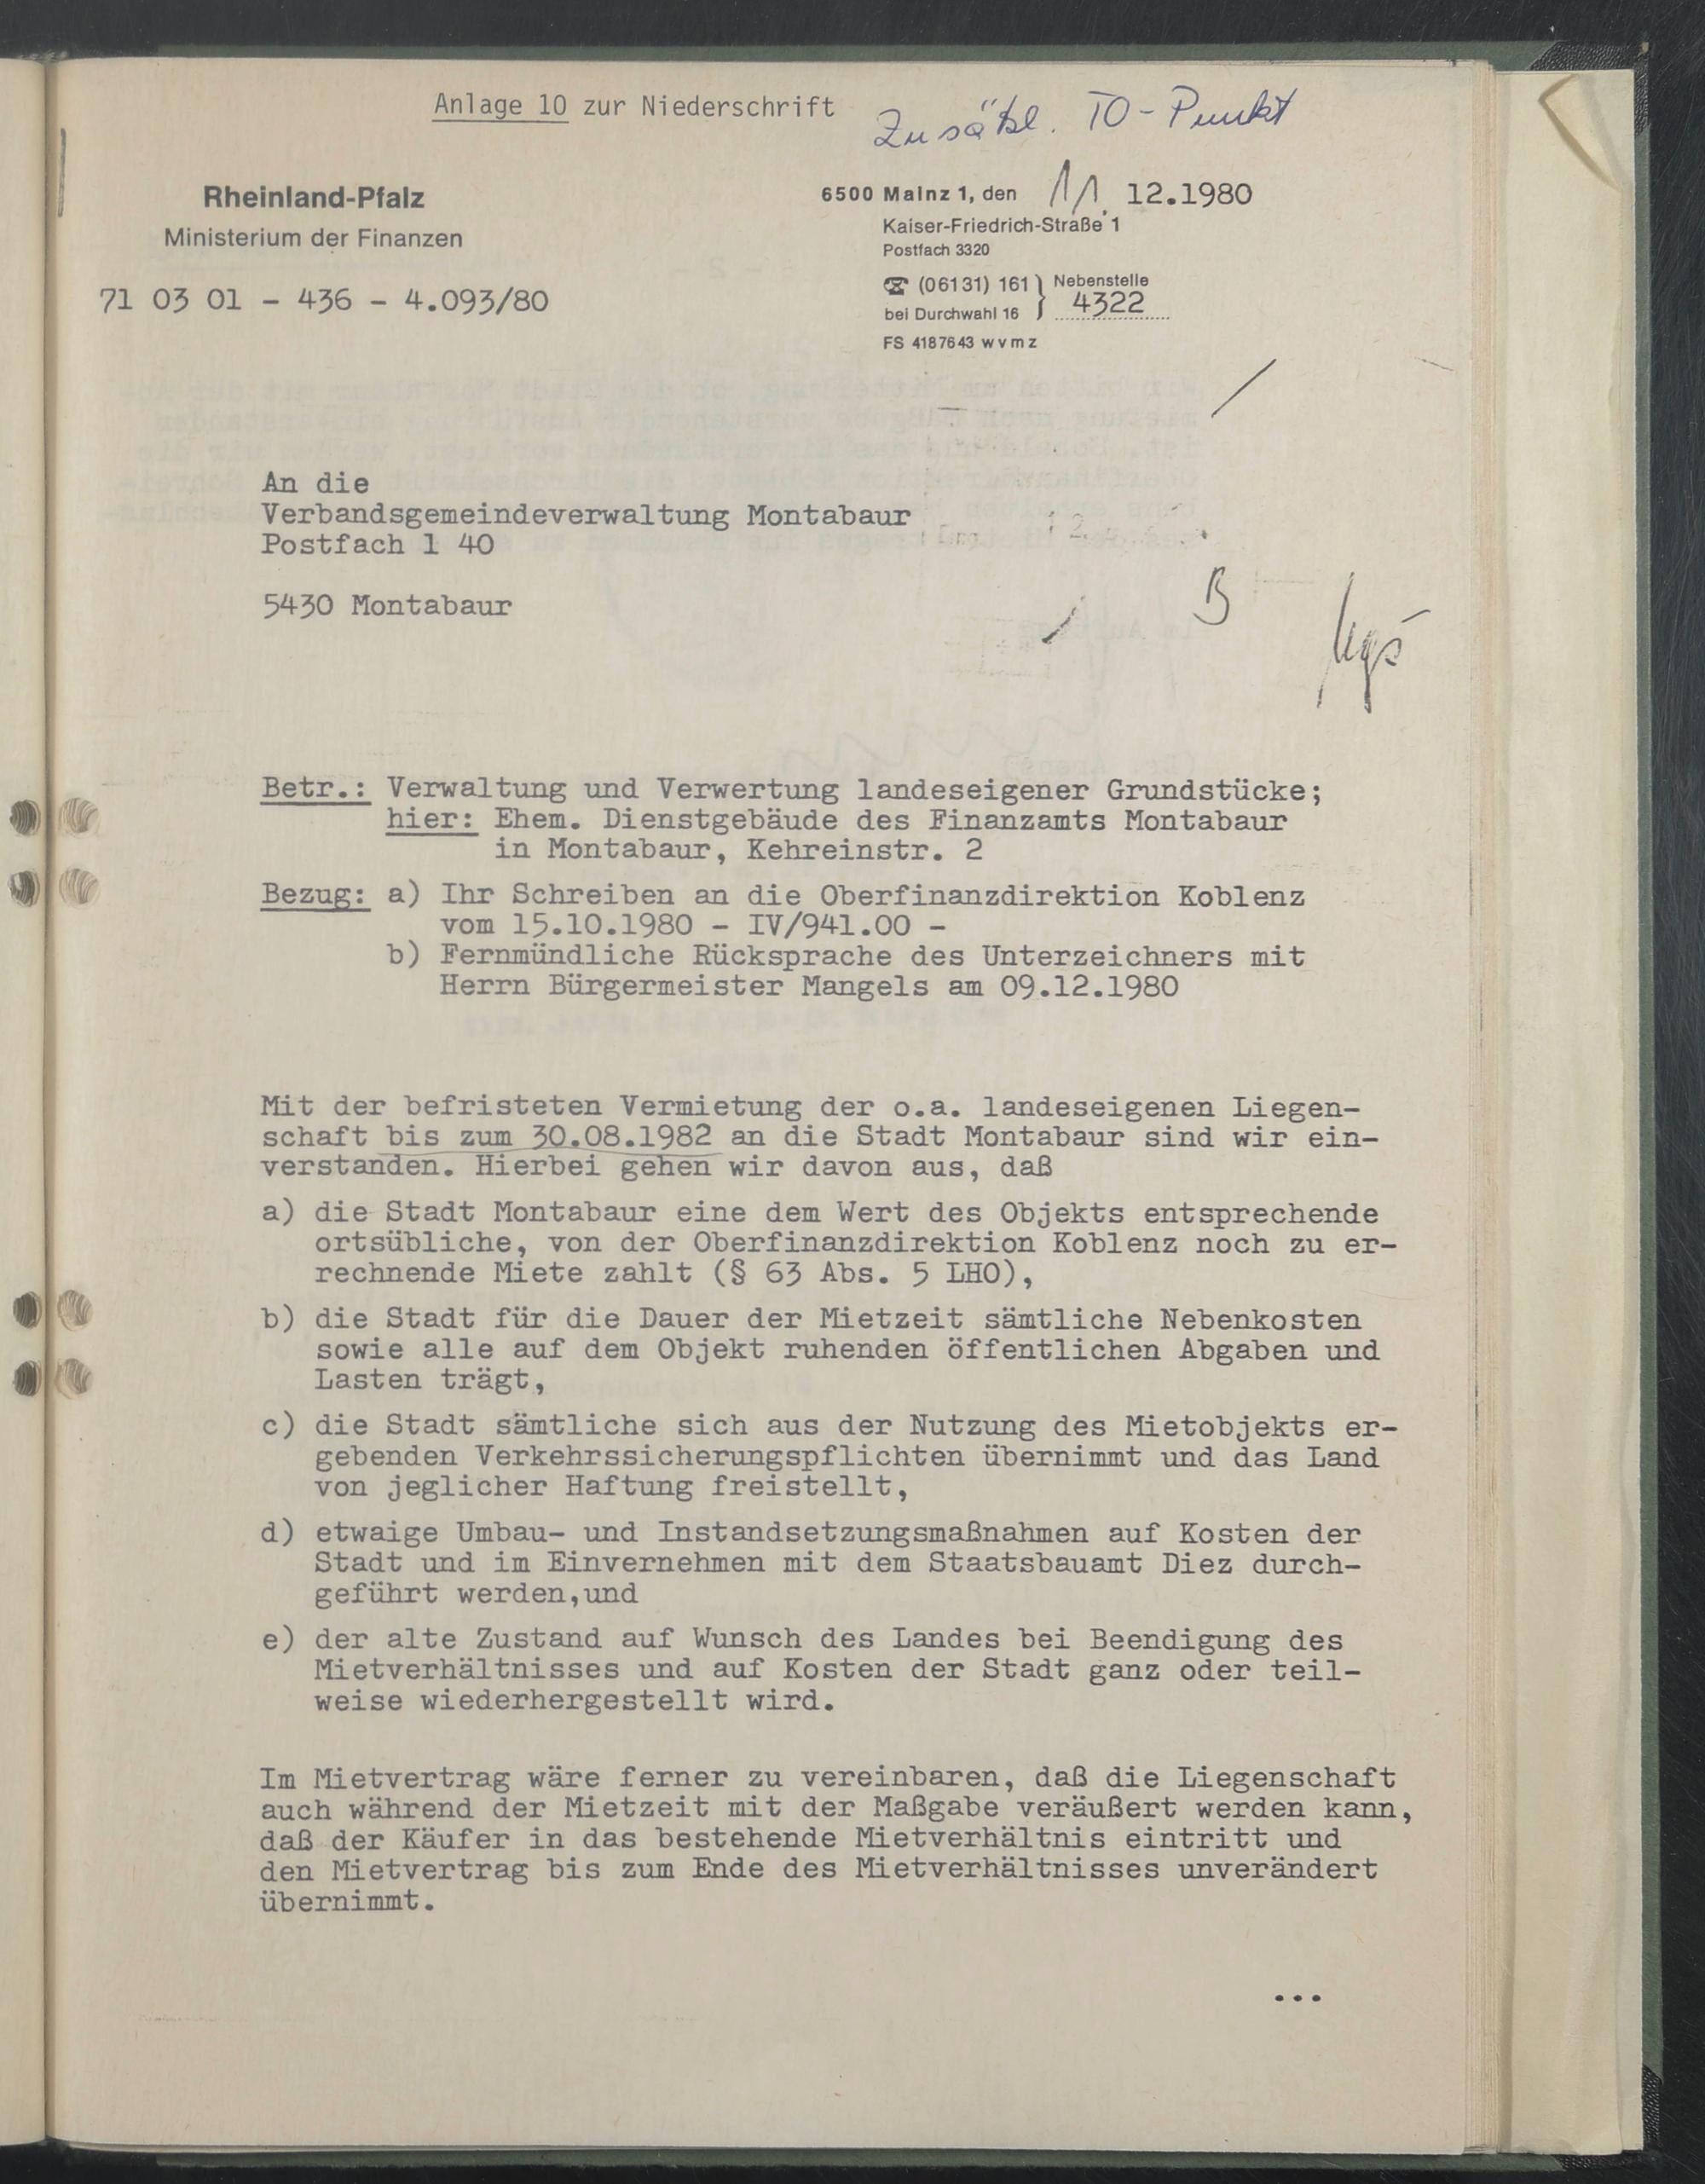 Anlage 10 zur Niederschrift
Zusätzl. TO-Punkt
Rheinland-Pfalz
Ministerium der Finanzen
71 03 01 - 436 - 4.093/80
6500 Mainz 1, den 11. 12.1980
Kaiser-Friedrich-Straße 1
Postfach 3320
☎ (06131) 161 } Nebenstelle
bei Durchwahl 16 } 4322
FS 4187643 wvmz
An die
Verbandsgemeindeverwaltung Montabaur
Postfach 1 40
5430 Montabaur
B
Betr.: Verwaltung und Verwertung landeseigener Grundstücke;
hier: Ehem. Dienstgebäude des Finanzamts Montabaur
in Montabaur, Kehreinstr. 2
Bezug: a) Ihr Schreiben an die Oberfinanzdirektion Koblenz
vom 15.10.1980 - IV/941.00 -
b) Fernmündliche Rücksprache des Unterzeichners mit
Herrn Bürgermeister Mangels am 09.12.1980
Mit der befristeten Vermietung der o.a. landeseigenen Liegen-
schaft bis zum 30.08.1982 an die Stadt Montabaur sind wir ein-
verstanden. Hierbei gehen wir davon aus, daß
a) die Stadt Montabaur eine dem Wert des Objekts entsprechende
ortsübliche, von der Oberfinanzdirektion Koblenz noch zu er-
rechnende Miete zahlt (§ 63 Abs. 5 LHO),
b) die Stadt für die Dauer der Mietzeit sämtliche Nebenkosten
sowie alle auf dem Objekt ruhenden öffentlichen Abgaben und
Lasten trägt,
c) die Stadt sämtliche sich aus der Nutzung des Mietobjekts er-
gebenden Verkehrssicherungspflichten übernimmt und das Land
von jeglicher Haftung freistellt,
d) etwaige Umbau- und Instandsetzungsmaßnahmen auf Kosten der
Stadt und im Einvernehmen mit dem Staatsbauamt Diez durch-
geführt werden,und
e) der alte Zustand auf Wunsch des Landes bei Beendigung des
Mietverhältnisses und auf Kosten der Stadt ganz oder teil-
weise wiederhergestellt wird.
Im Mietvertrag wäre ferner zu vereinbaren, daß die Liegenschaft
auch während der Mietzeit mit der Maßgabe veräußert werden kann,
daß der Käufer in das bestehende Mietverhältnis eintritt und
den Mietvertrag bis zum Ende des Mietverhältnisses unverändert
übernimmt.
...